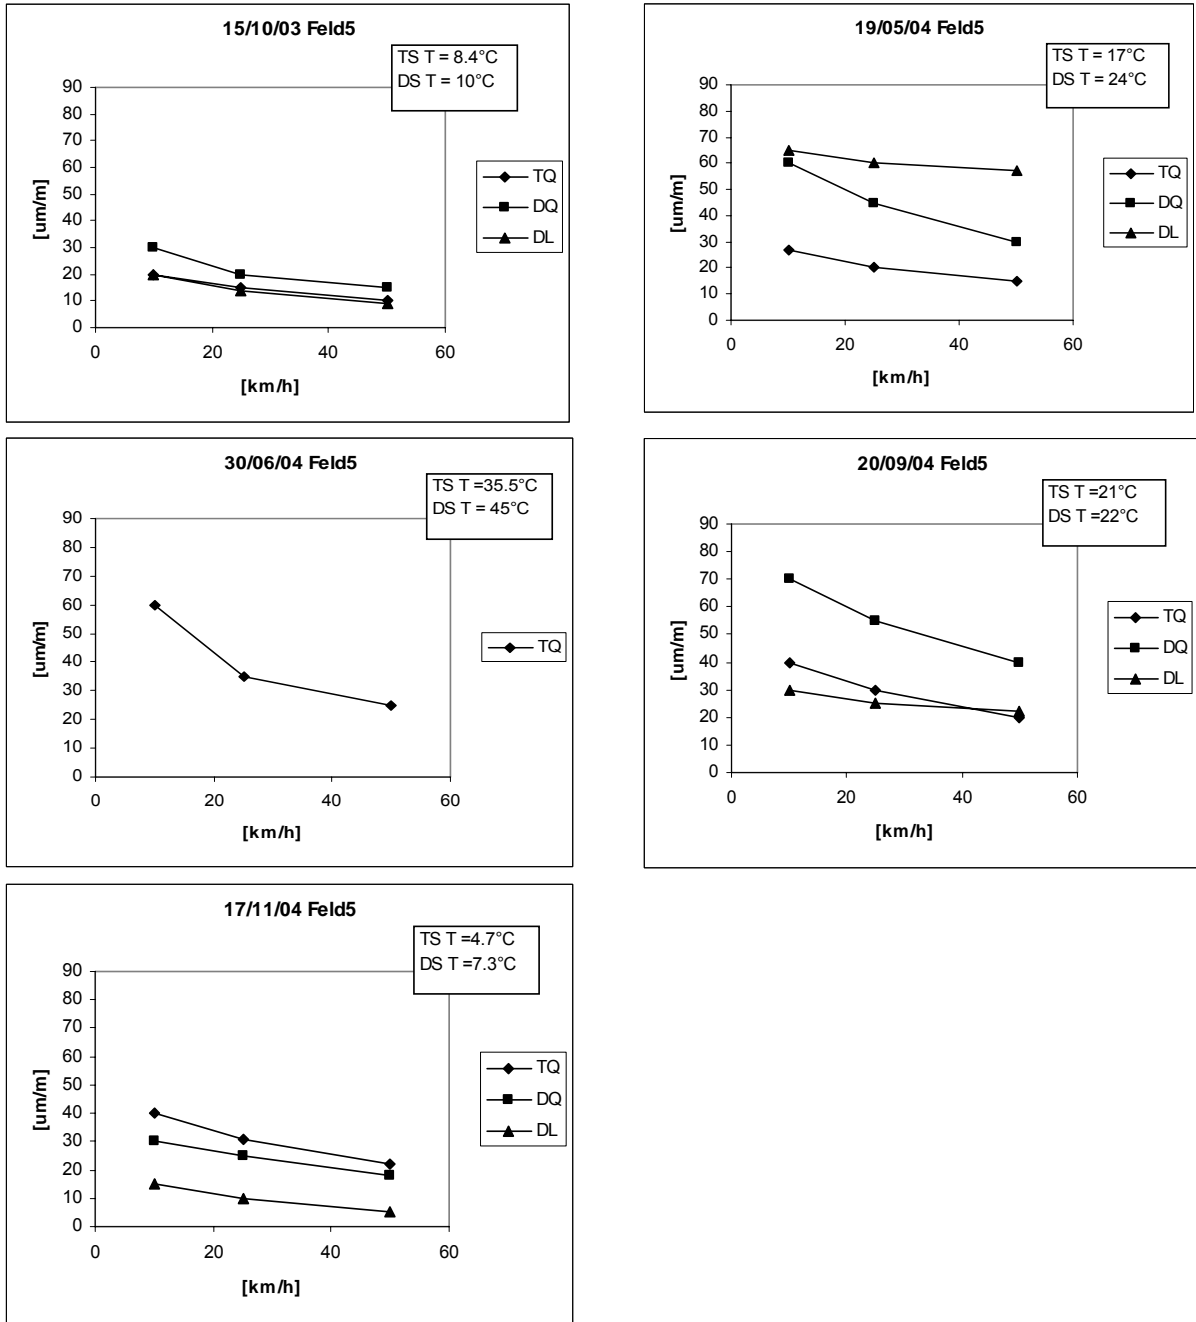 15/10/03 Feld5
TS T = 8.4°C
DS T = 10°C
90
80
70
60
50
40
30
20
10
0
[um/m]
0 20 40 60
[km/h]
TQ
DQ
DL
19/05/04 Feld5
TS T = 17°C
DS T = 24°C
90
80
70
60
50
40
30
20
10
0
[um/m]
0 20 40 60
[km/h]
TQ
DQ
DL
30/06/04 Feld5
TS T =35.5°C
DS T = 45°C
90
80
70
60
50
40
30
20
10
0
[um/m]
0 20 40 60
[km/h]
TQ
20/09/04 Feld5
TS T =21°C
DS T =22°C
90
80
70
60
50
40
30
20
10
0
[um/m]
0 20 40 60
[km/h]
TQ
DQ
DL
17/11/04 Feld5
TS T =4.7°C
DS T =7.3°C
90
80
70
60
50
40
30
20
10
0
[um/m]
0 20 40 60
[km/h]
TQ
DQ
DL